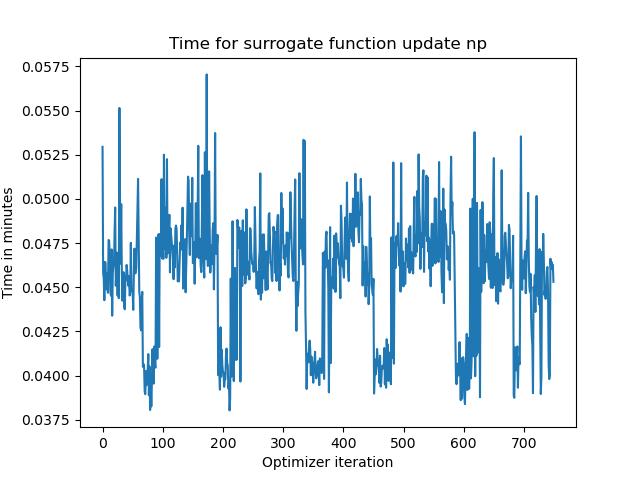 Time for surrogate function update np
0.0575
0.0550
0.0525
0.0500
0.0475
0.0450
0.0425
0.0400
0.0375
Time in minutes
0 100 200 300 400 500 600 700
Optimizer iteration